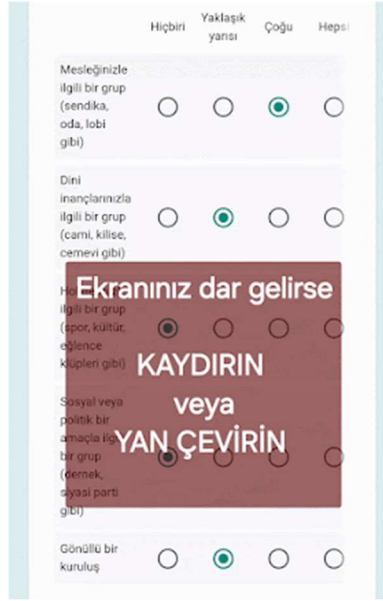 Hiçbiri
Yaklaşık
yarısı
Çoğu
Hepsi
Mesleğinizle
ilgili bir grup
(sendika,
oda, lobi
gibi)
Dini
inançlarınızla
ilgili bir grup
(cami, kilise,
cemevi gibi)
Ekranınız dar gelirse
KAYDIRIN
veya
YAN ÇEVİRİN
ilgili bir grup
(spor, kültür,
eğlence
klüpleri gibi)
Sosyal veya
politik bir
amaçla
bir grup
(dernek,
siyasi parti
gibi)
Gönüllü bir
kuruluş